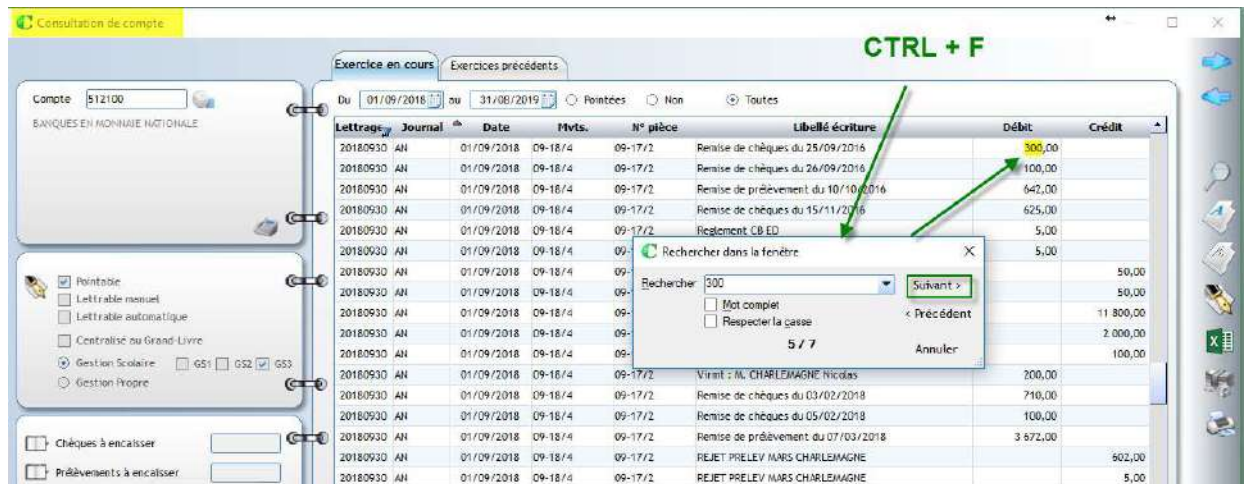 Consultation de compte
CTRL + F
Exercice en cours
Exercices précédents
Compte 512100
BANQUES EN MONNAIE NATIONALE
Du 01/09/2018 au 31/08/2019 Pointées Non Toutes
Lettrage Journal Date Mvts. N° pièce Libellé écriture Débit Crédit
20180930 AN 01/09/2018 09-18/4 09-17/2 Remise de chèques du 25/09/2016 300,00
20180930 AN 01/09/2018 09-18/4 09-17/2 Remise de chèques du 26/09/2016 100,00
20180930 AN 01/09/2018 09-18/4 09-17/2 Remise de prélèvement du 10/10/2016 642,00
20180930 AN 01/09/2018 09-18/4 09-17/2 Remise de chèques du 15/11/2016 625,00
20180930 AN 01/09/2018 09-18/4 09-17/2 Reglement CB ED 5,00
20180930 AN 01/09/2018 09-18/4 09- 5,00
20180930 AN 01/09/2018 09-18/4 09- 50,00
20180930 AN 01/09/2018 09-18/4 09- 50,00
20180930 AN 01/09/2018 09-18/4 09- 11 800,00
20180930 AN 01/09/2018 09-18/4 09- 2 000,00
20180930 AN 01/09/2018 09-18/4 09- 100,00
20180930 AN 01/09/2018 09-18/4 09-17/2 Virmt : M. CHARLEMAGNE Nicolas 200,00
20180930 AN 01/09/2018 09-18/4 09-17/2 Remise de chèques du 03/02/2018 710,00
20180930 AN 01/09/2018 09-18/4 09-17/2 Remise de chèques du 05/02/2018 100,00
20180930 AN 01/09/2018 09-18/4 09-17/2 Remise de prélèvement du 07/03/2018 3 672,00
20180930 AN 01/09/2018 09-18/4 09-17/2 REJET PRELEV MARS CHARLEMAGNE 602,00
20180930 AN 01/09/2018 09-18/4 09-17/2 REJET PRELEV MARS CHARLEMAGNE 5,00
Rechercher dans la fenêtre
Rechercher 300 Suivant >
Mot complet
Respecter la casse
< Précédent
5 / 7
Annuler
Pointable
Lettrable manuel
Lettrable automatique
Centralisé au Grand-Livre
Gestion Scolaire GS1 GS2 GS3
Gestion Propre
Chèques à encaisser
Prélèvements à encaisser